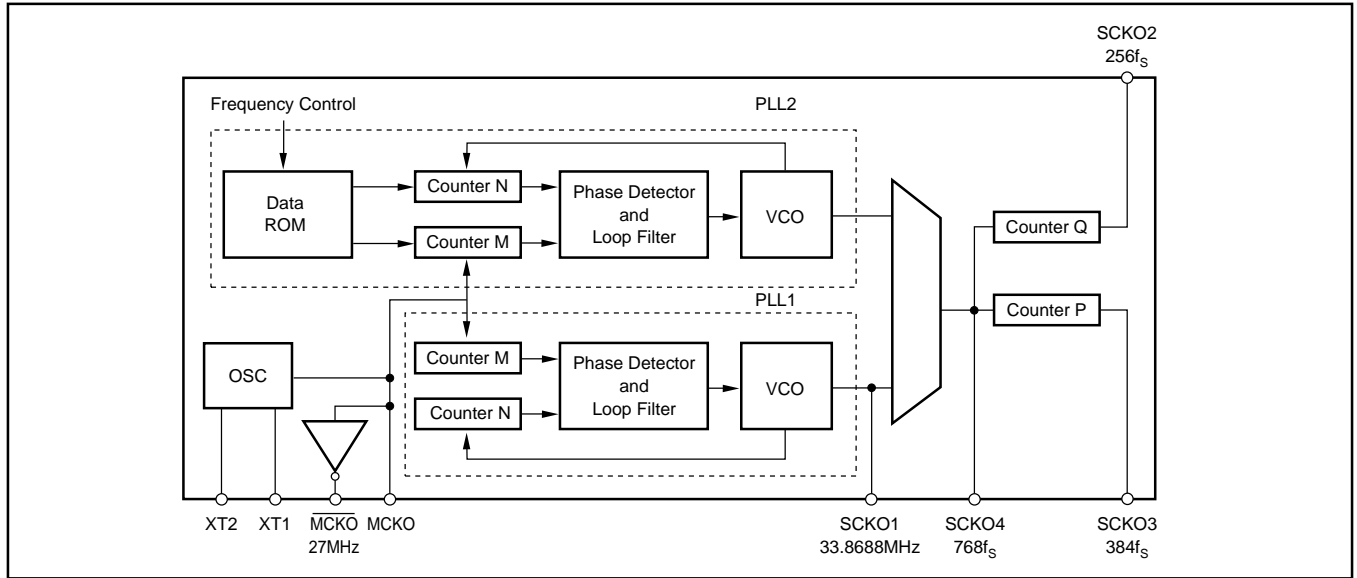 SCKO2
256fS
Frequency Control
PLL2
Data
ROM
Counter N
Counter M
Phase Detector
and
Loop Filter
VCO
Counter Q
Counter P
PLL1
OSC
Counter M
Counter N
Phase Detector
and
Loop Filter
VCO
XT2
XT1
MCKO
27MHz
MCKO
SCKO1
33.8688MHz
SCKO4
768fS
SCKO3
384fS